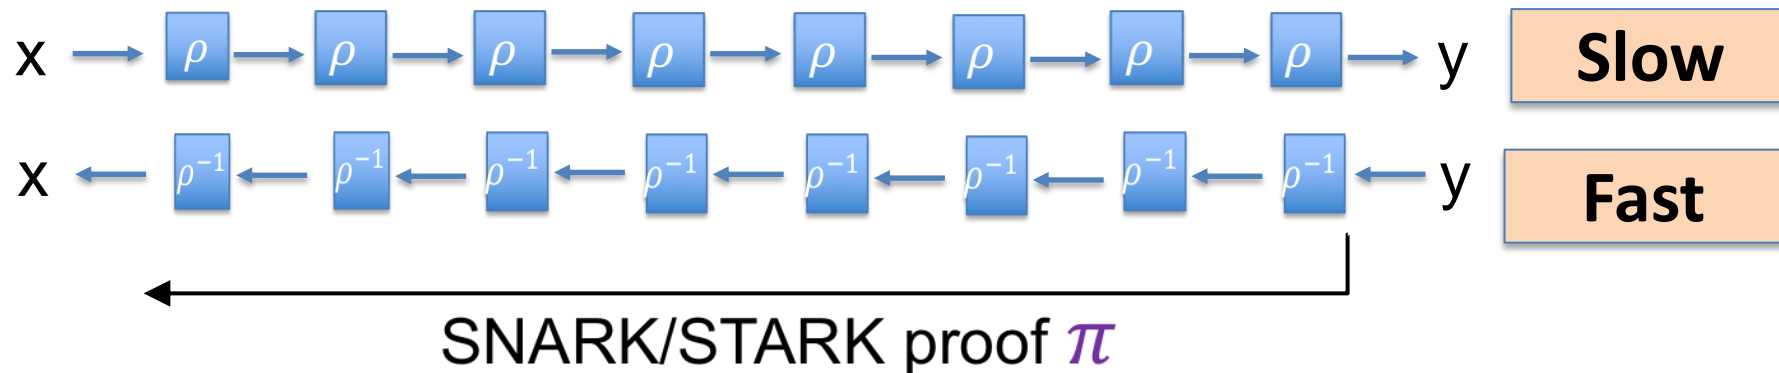 x ρ ρ ρ ρ ρ ρ ρ ρ y Slow
x ρ⁻¹ ρ⁻¹ ρ⁻¹ ρ⁻¹ ρ⁻¹ ρ⁻¹ ρ⁻¹ ρ⁻¹ y Fast
SNARK/STARK proof π